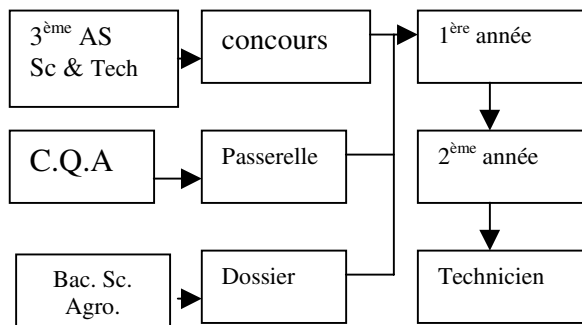 3ème AS
Sc & Tech
concours
1ère année
C.Q.A
Passerelle
2ème année
Bac. Sc.
Agro.
Dossier
Technicien